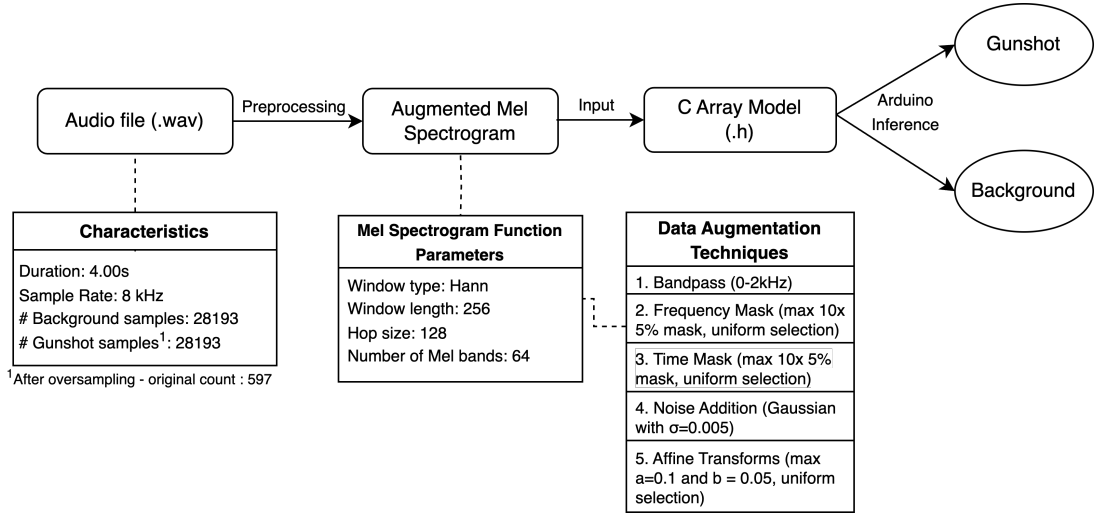 Gunshot
Audio file (.wav)
Preprocessing
Augmented Mel
Spectrogram
Input
C Array Model
(.h)
Arduino
Inference
Background
Characteristics
Duration: 4.00s
Sample Rate: 8 kHz
# Background samples: 28193
# Gunshot samples¹: 28193
¹After oversampling - original count : 597
Mel Spectrogram Function
Parameters
Window type: Hann
Window length: 256
Hop size: 128
Number of Mel bands: 64
Data Augmentation
Techniques
1. Bandpass (0-2kHz)
2. Frequency Mask (max 10x
5% mask, uniform selection)
3. Time Mask (max 10x 5%
mask, uniform selection)
4. Noise Addition (Gaussian
with σ=0.005)
5. Affine Transforms (max
a=0.1 and b = 0.05, uniform
selection)